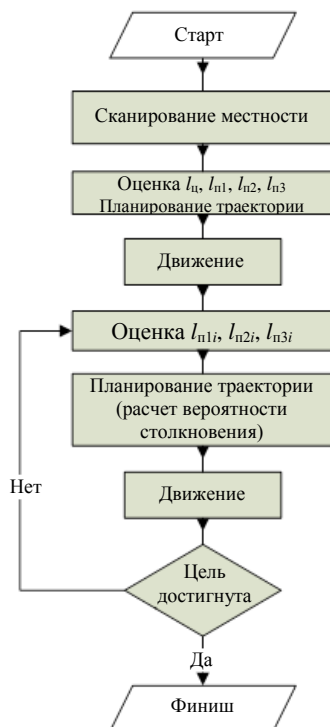 Старт
Сканирование местности
Оценка lц, lп1, lп2, lп3
Планирование траектории
Движение
Оценка lп1i, lп2i, lп3i
Планирование траектории
(расчет вероятности
столкновения)
Движение
Нет
Цель
достигнута
Да
Финиш